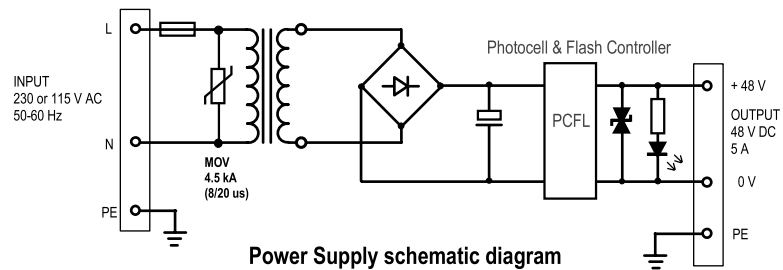 L
Photocell & Flash Controller
INPUT
230 or 115 V AC
50-60 Hz
+ 48 V
PCFL
OUTPUT
48 V DC
5 A
N
MOV
4.5 kA
(8/20 us)
0 V
PE
PE
Power Supply schematic diagram